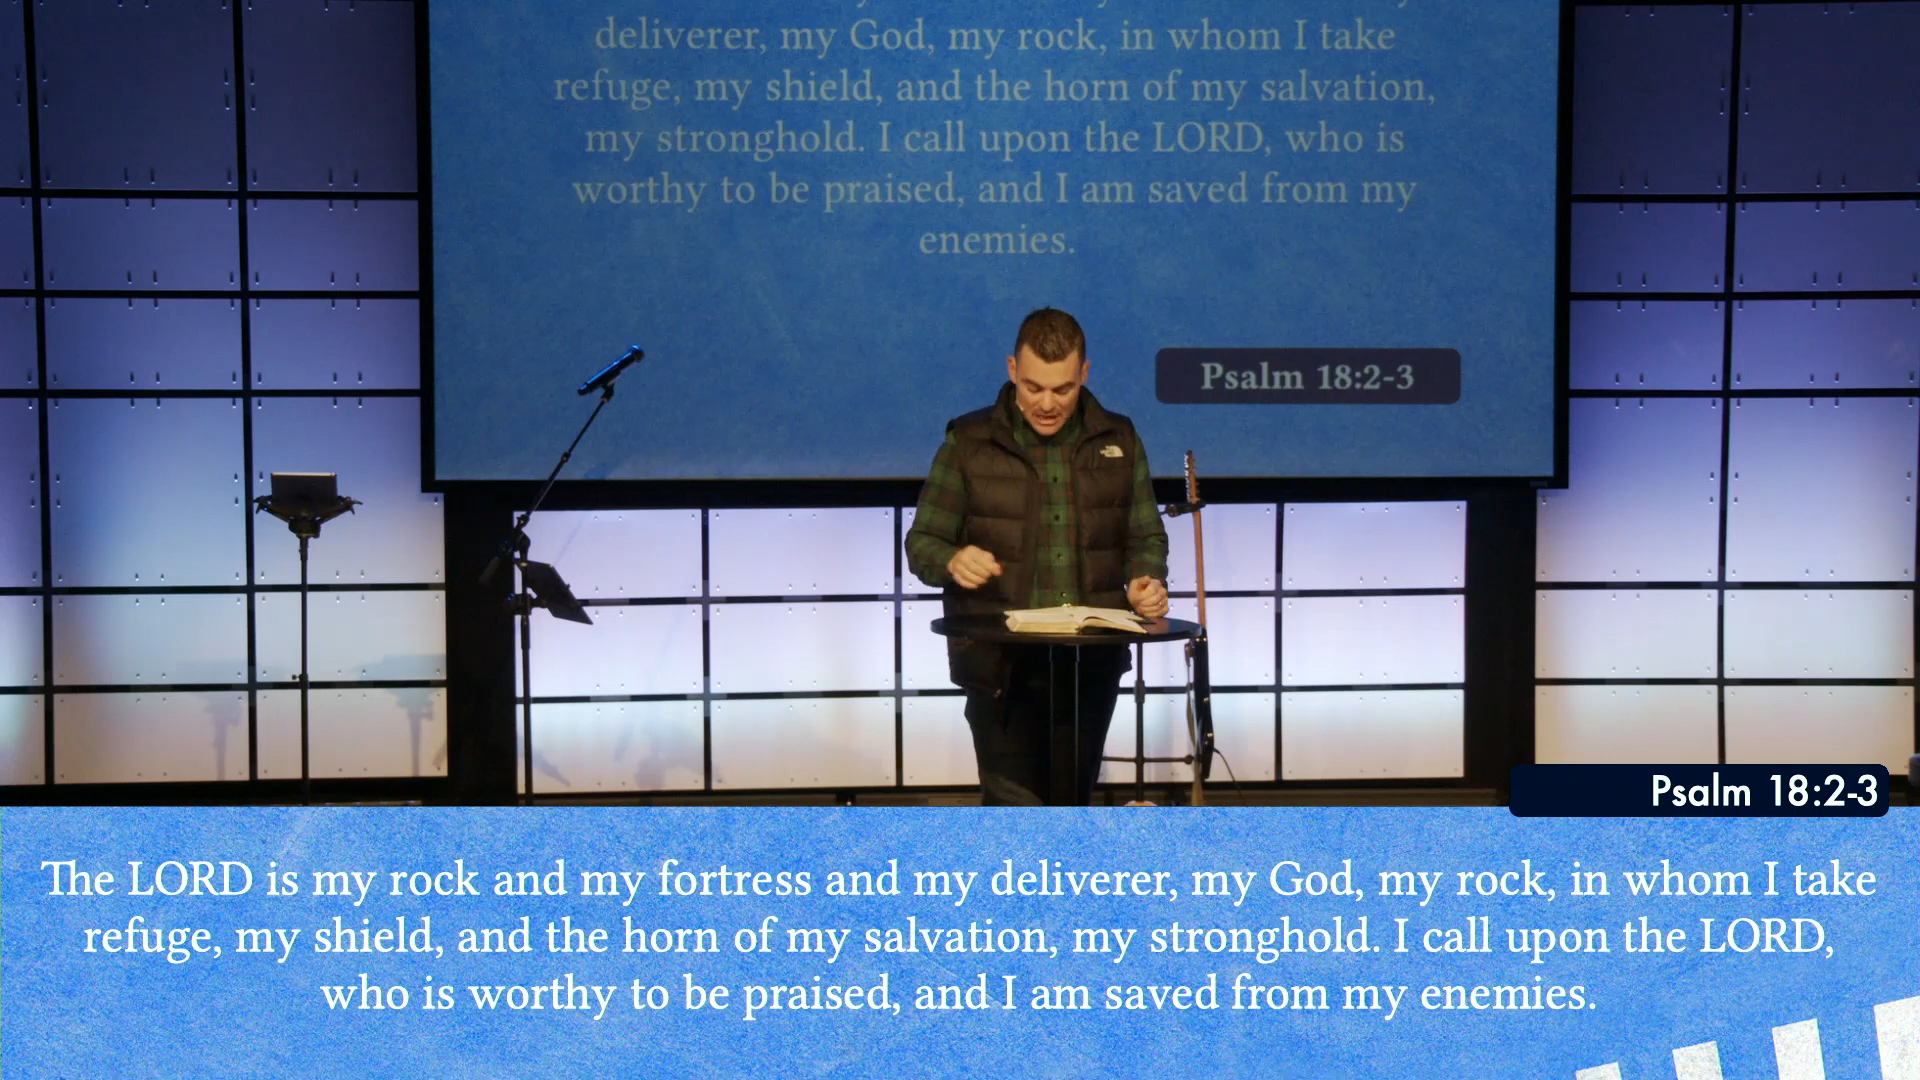 deliverer, my God, my rock, in whom I take
refuge, my shield, and the horn of my salvation,
my stronghold. I call upon the LORD, who is
worthy to be praised, and I am saved from my
enemies.
Psalm 18:2-3
Psalm 18:2-3
The LORD is my rock and my fortress and my deliverer, my God, my rock, in whom I take
refuge, my shield, and the horn of my salvation, my stronghold. I call upon the LORD,
who is worthy to be praised, and I am saved from my enemies.